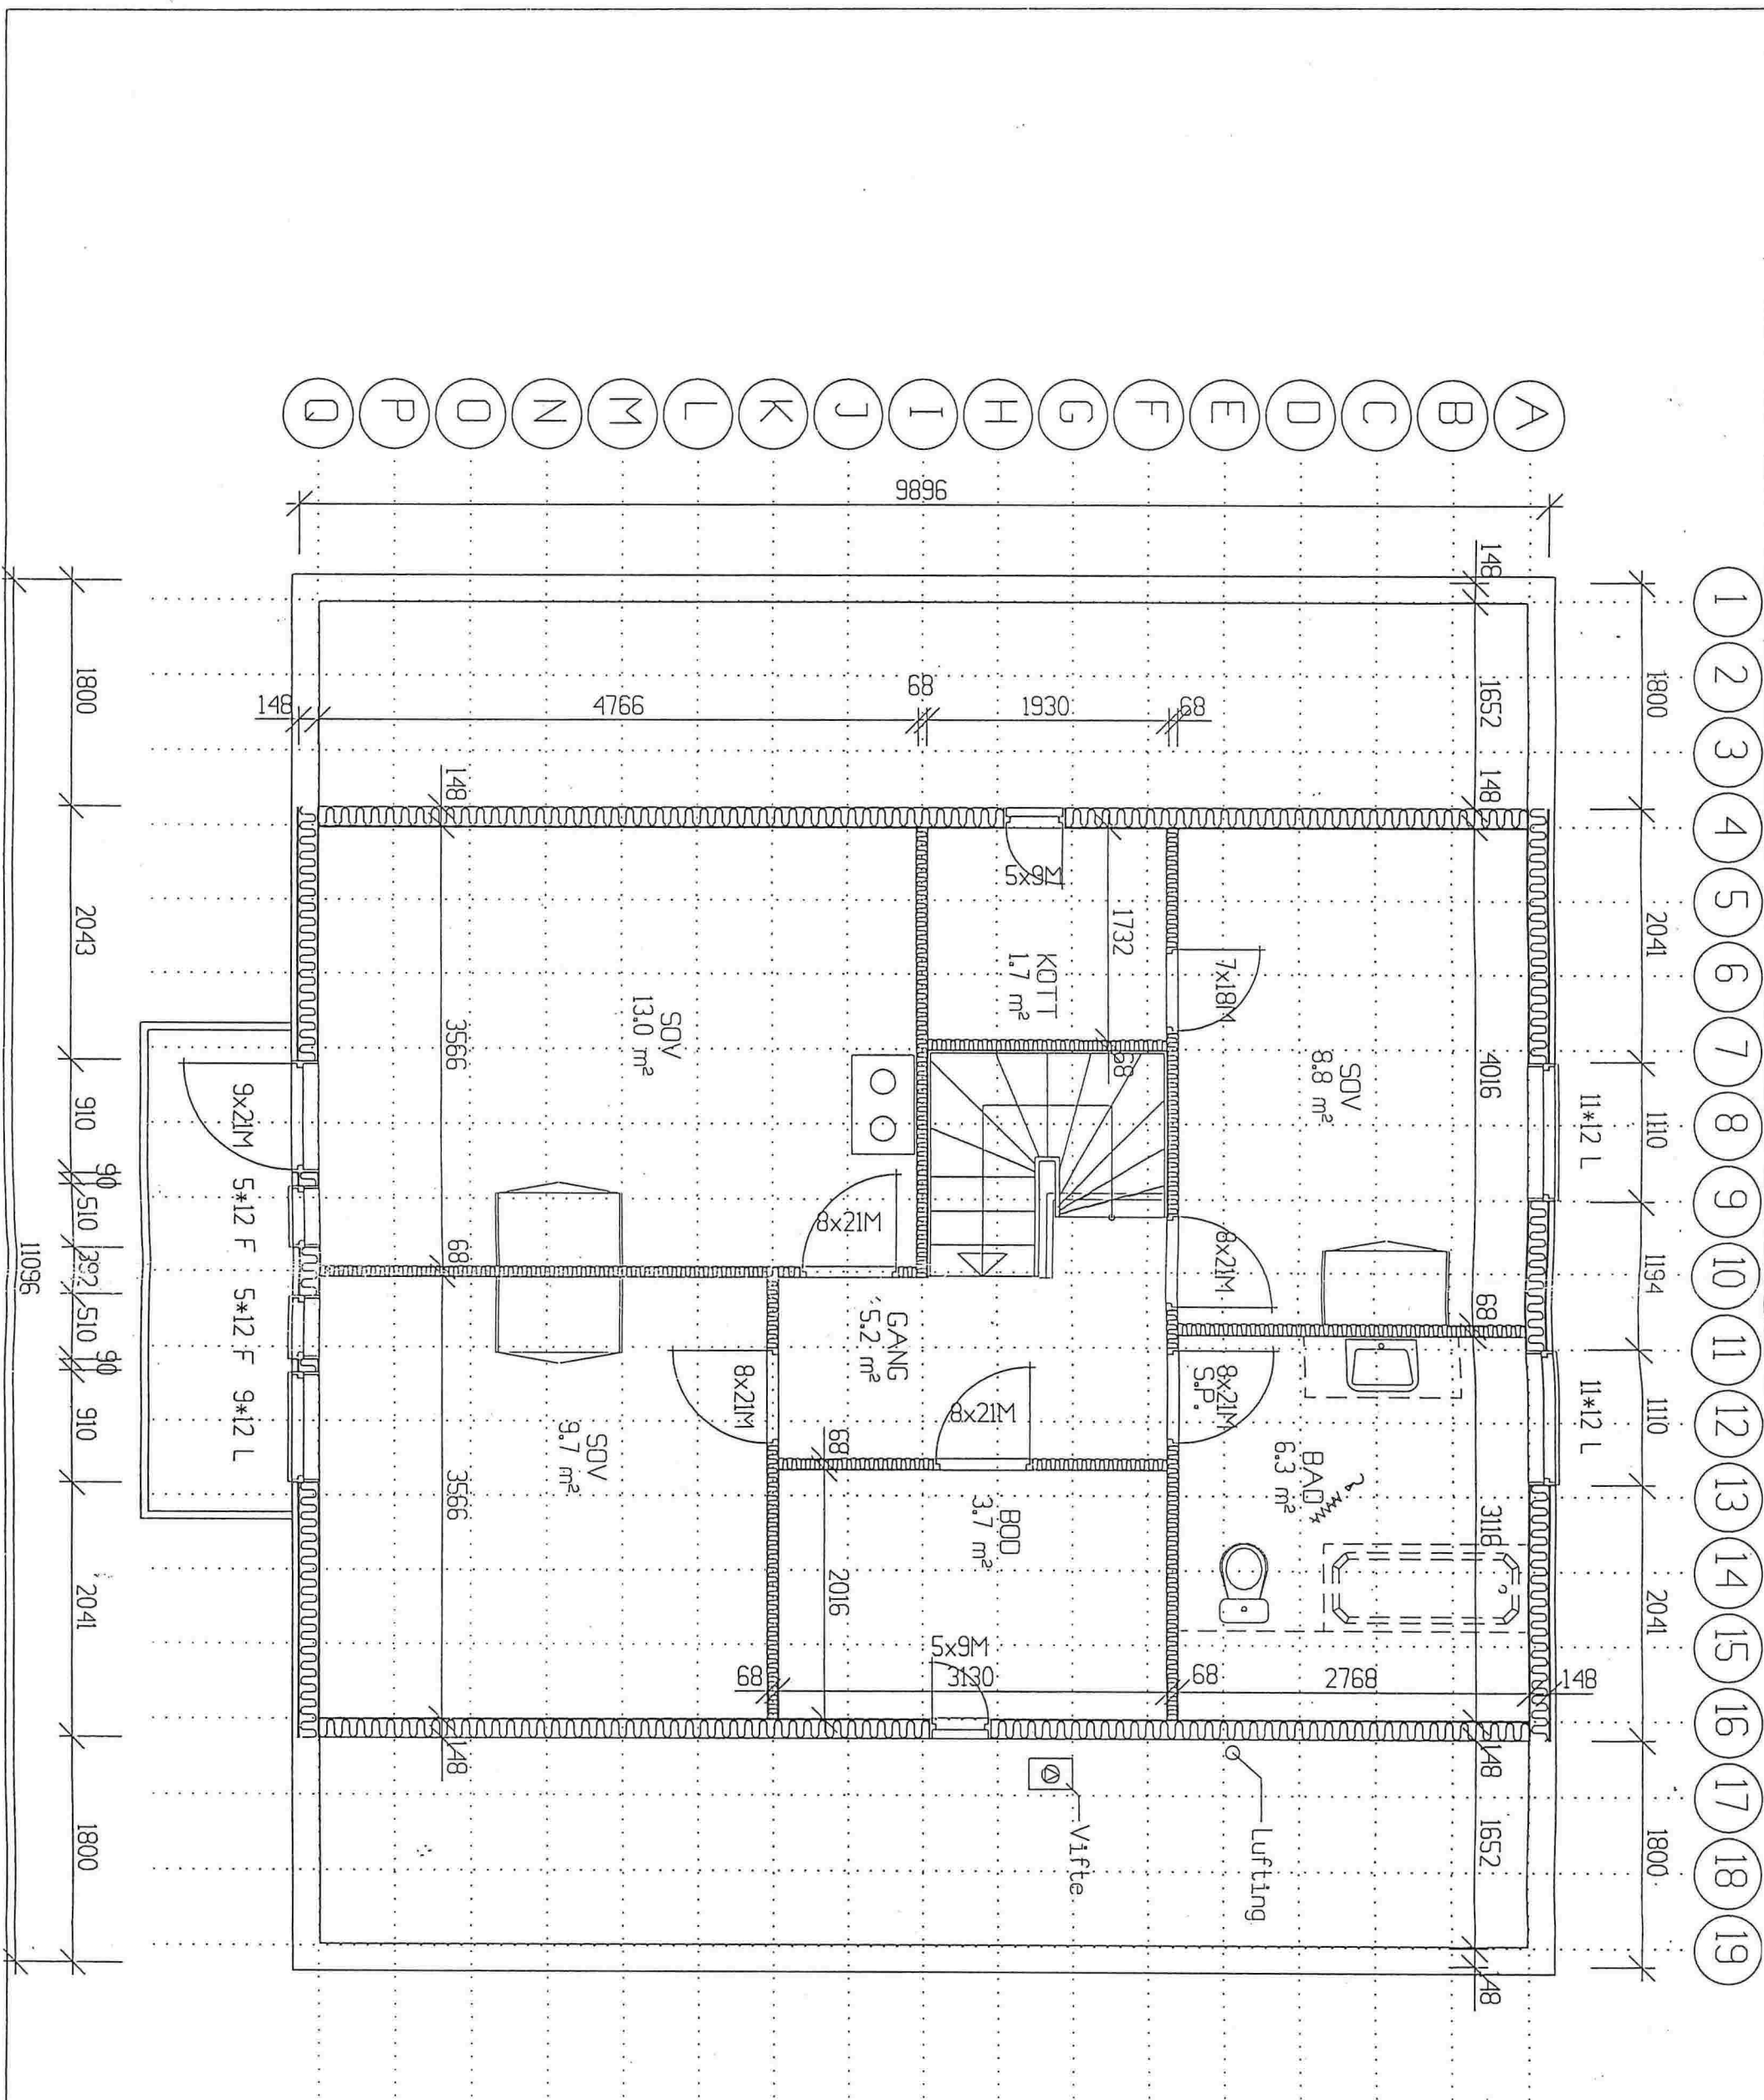 A
B
C
D
E
F
G
H
I
J
K
L
M
N
O
P
Q
1
2
3
4
5
6
7
8
9
10
11
12
13
14
15
16
17
18
19
1800
2041
1110
1194
1110
2041
1800
11*12 L
11*12 L
148
1652
148
4016
68
3118
148
1652
148
9896
148
4766
68
1930
68
SOV
8.8 m²
7x18M
8x21M
8x21M
S.P.
BAD
6.3 m²
KOTT
1.7 m²
5x9M
1732
68
GANG
5.2 m²
8x21M
8x21M
8x21M
68
2016
BOD
3.7 m²
5x9M
68
3130
68
2768
148
Lufting
Vifte
SOV
13.0 m²
SOV
9.7 m²
148
3566
68
3566
148
9x21M
5*12 F
5*12 F
9*12 L
1800
2043
910
90
510
392
510
90
910
2041
1800
11096